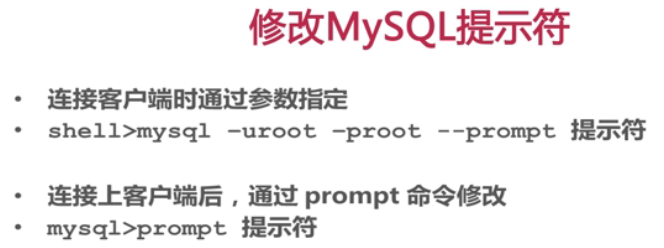 修改MySQL提示符
• 连接客户端时通过参数指定
• shell>mysql –uroot –proot --prompt 提示符
• 连接上客户端后，通过 prompt 命令修改
• mysql>prompt 提示符